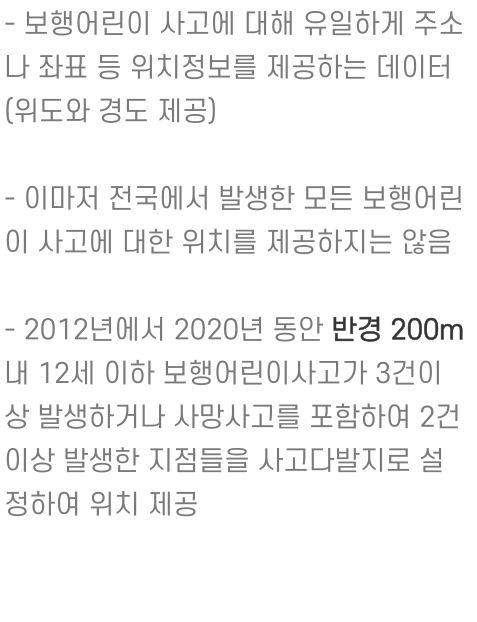 - 보행어린이 사고에 대해 유일하게 주소
나 좌표 등 위치정보를 제공하는 데이터
(위도와 경도 제공)
- 이마저 전국에서 발생한 모든 보행어린
이 사고에 대한 위치를 제공하지는 않음
- 2012년에서 2020년 동안 반경 200m
내 12세 이하 보행어린이사고가 3건이
상 발생하거나 사망사고를 포함하여 2건
이상 발생한 지점들을 사고다발지로 설
정하여 위치 제공